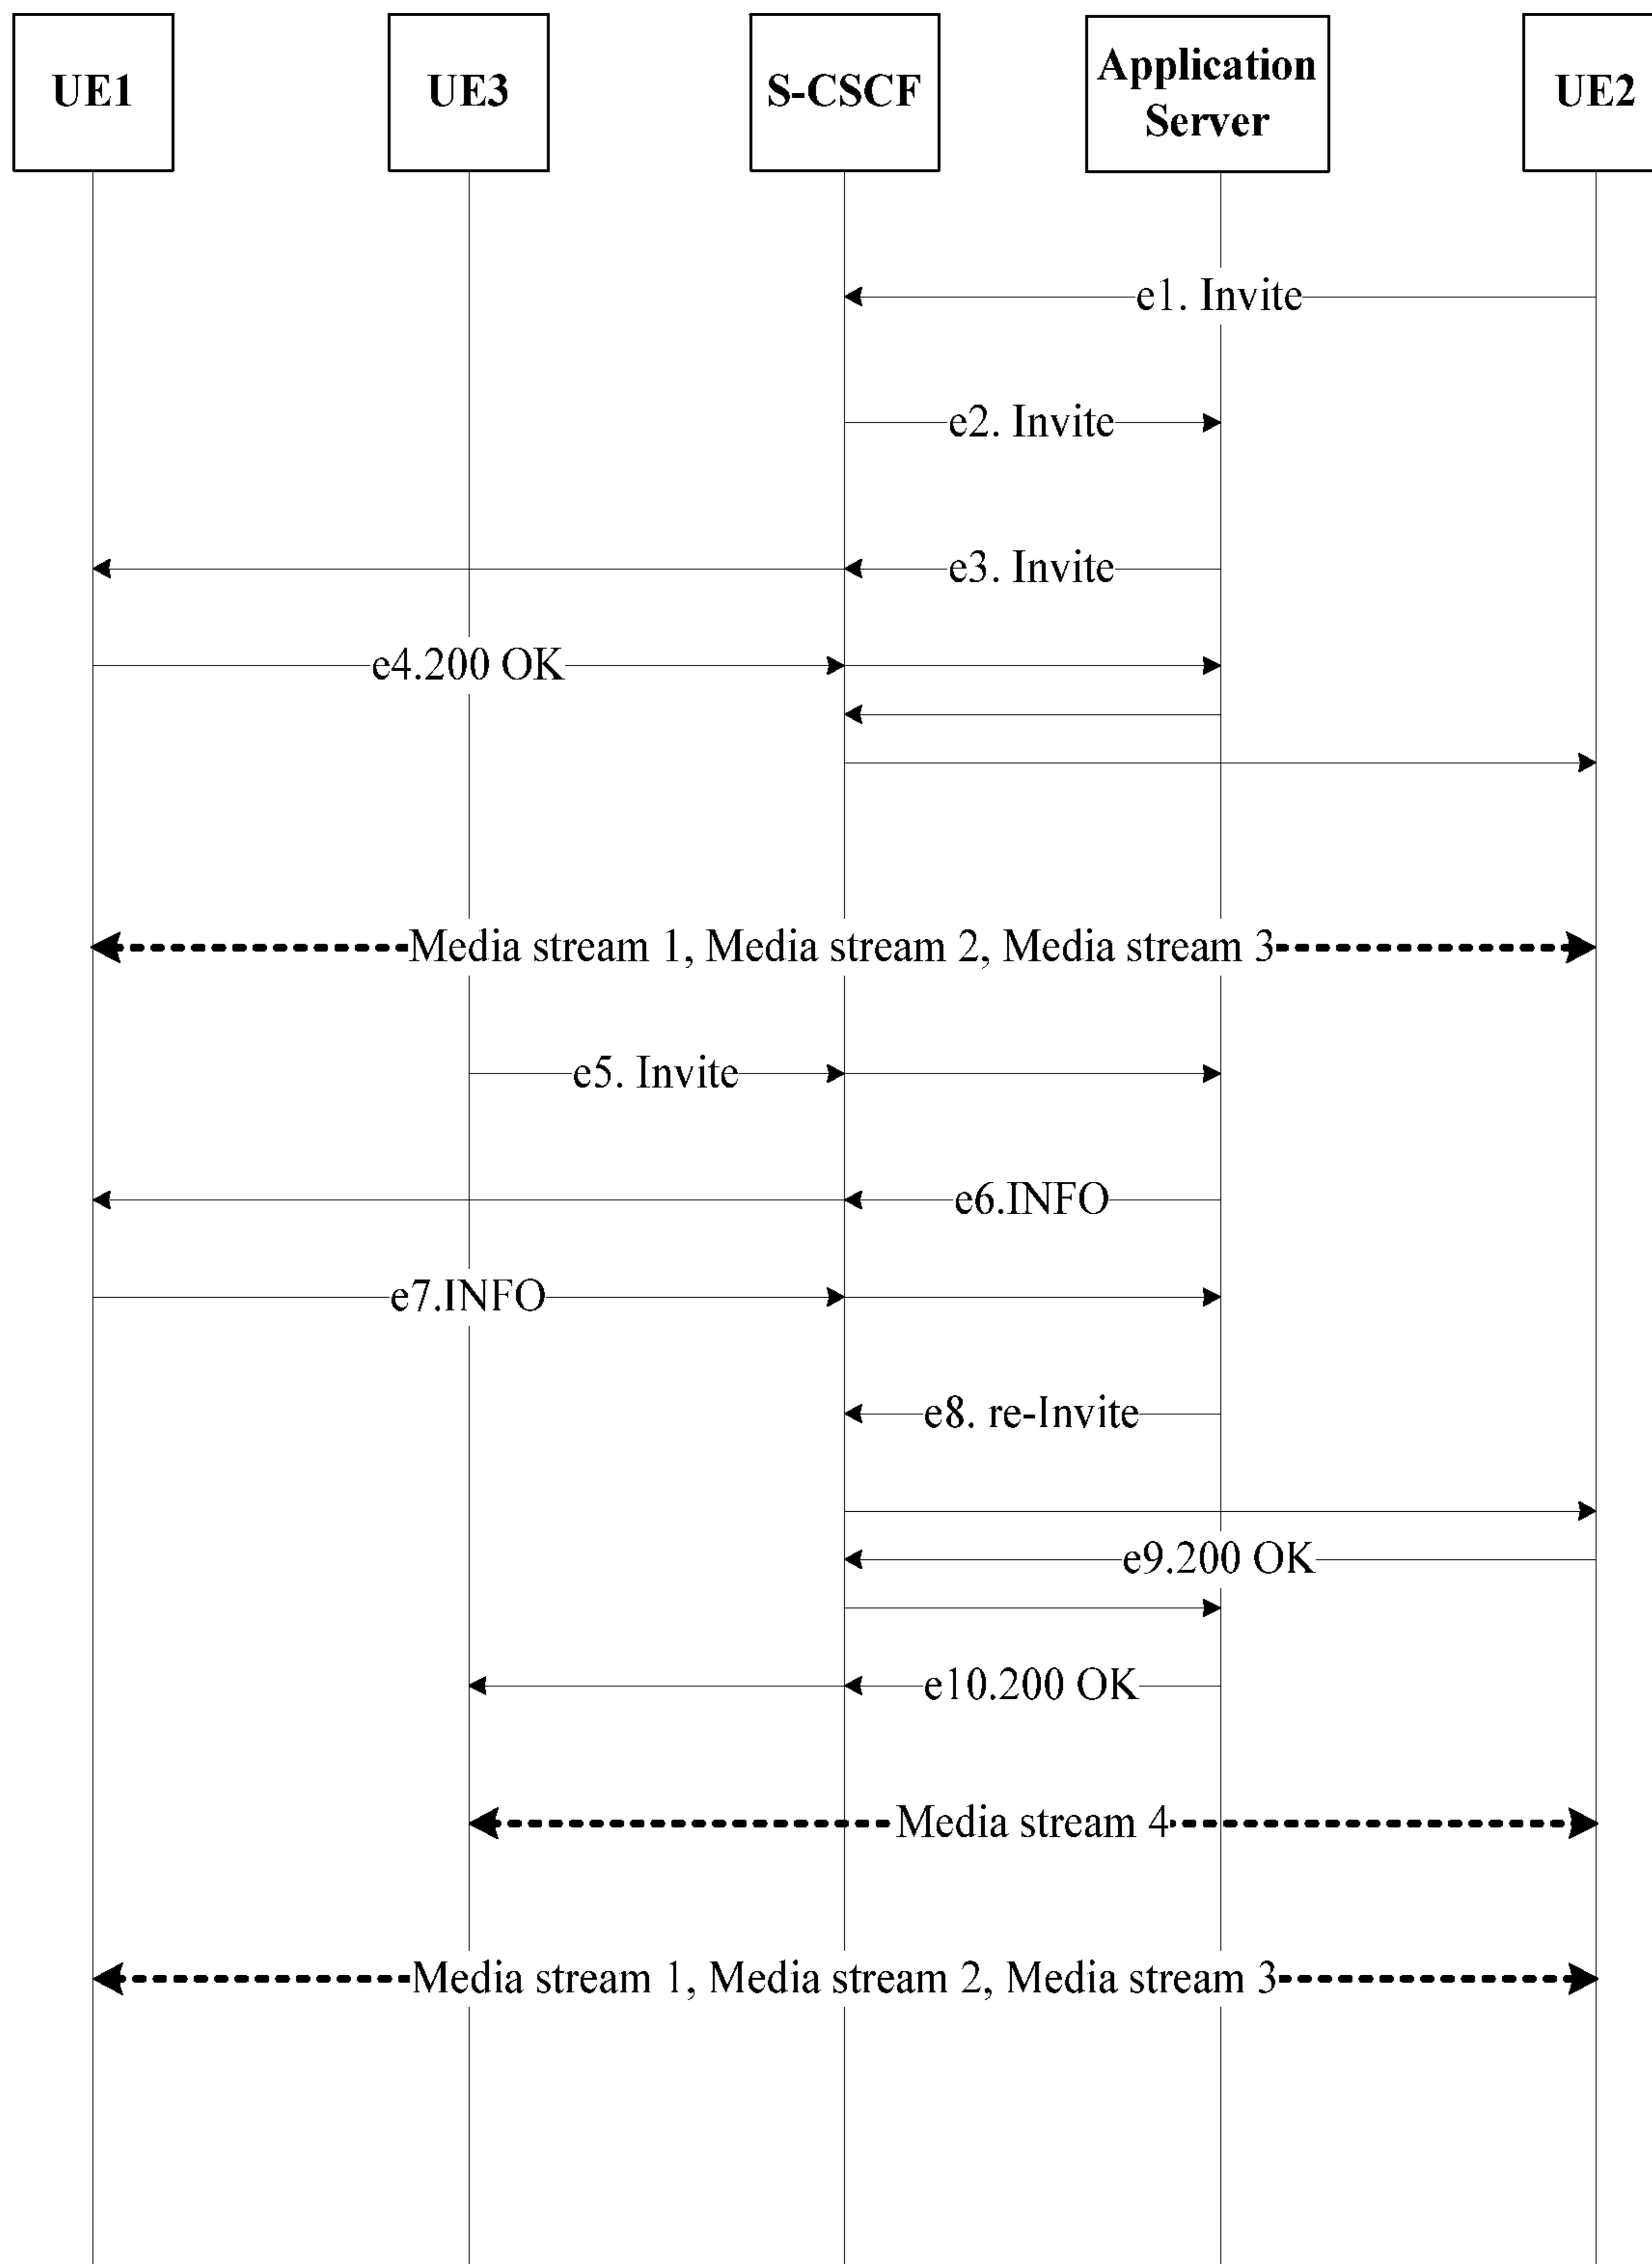 UE1
UE3
S-CSCF
Application
Server
UE2
e1. Invite
e2. Invite
e3. Invite
e4.200 OK
Media stream 1, Media stream 2, Media stream 3
e5. Invite
e6.INFO
e7.INFO
e8. re-Invite
e9.200 OK
e10.200 OK
Media stream 4
Media stream 1, Media stream 2, Media stream 3